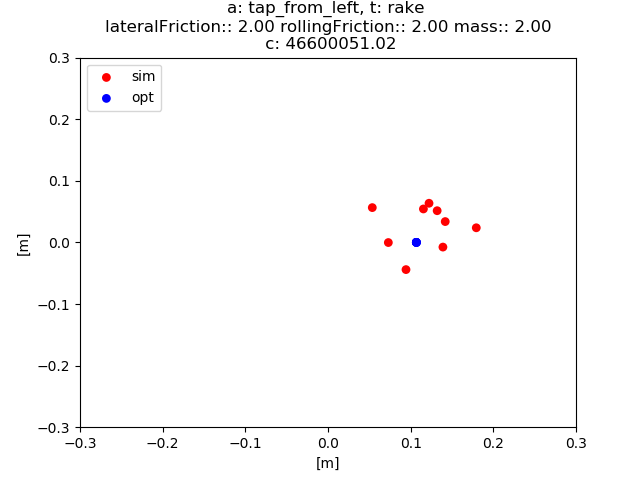 a: tap_from_left, t: rake
lateralFriction:: 2.00 rollingFriction:: 2.00 mass:: 2.00
c: 46600051.02
sim
opt
0.3
0.2
0.1
0.0
−0.1
−0.2
−0.3
[m]
−0.3
−0.2
−0.1
0.0
0.1
0.2
0.3
[m]